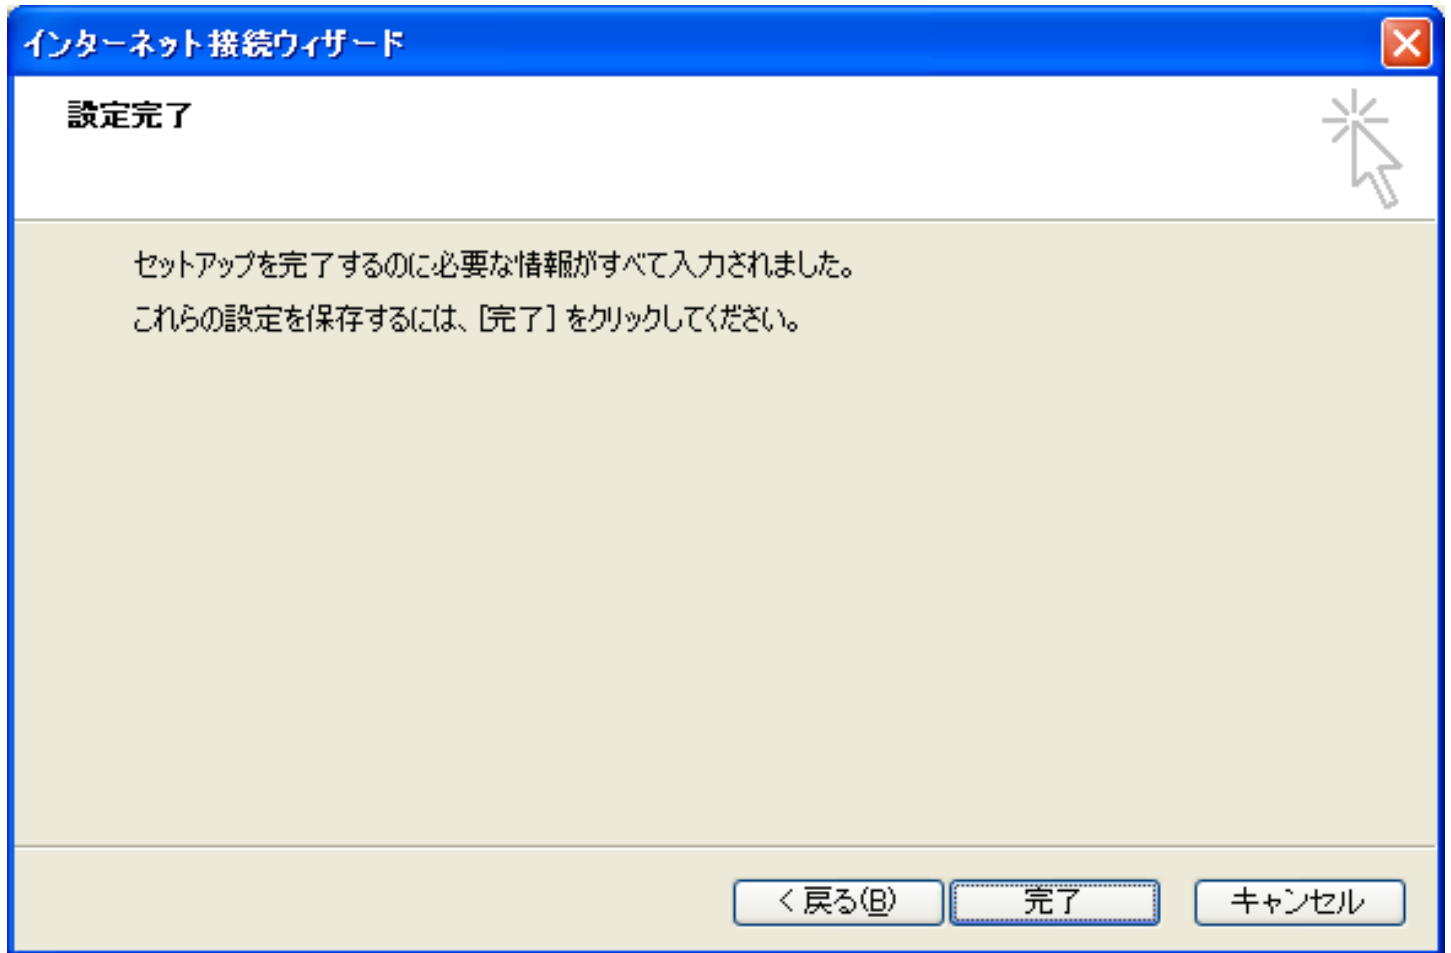 インターネット接続ウィザード
設定完了
セットアップを完了するのに必要な情報がすべて入力されました。
これらの設定を保存するには、[完了] をクリックしてください。
< 戻る(B)
完了
キャンセル